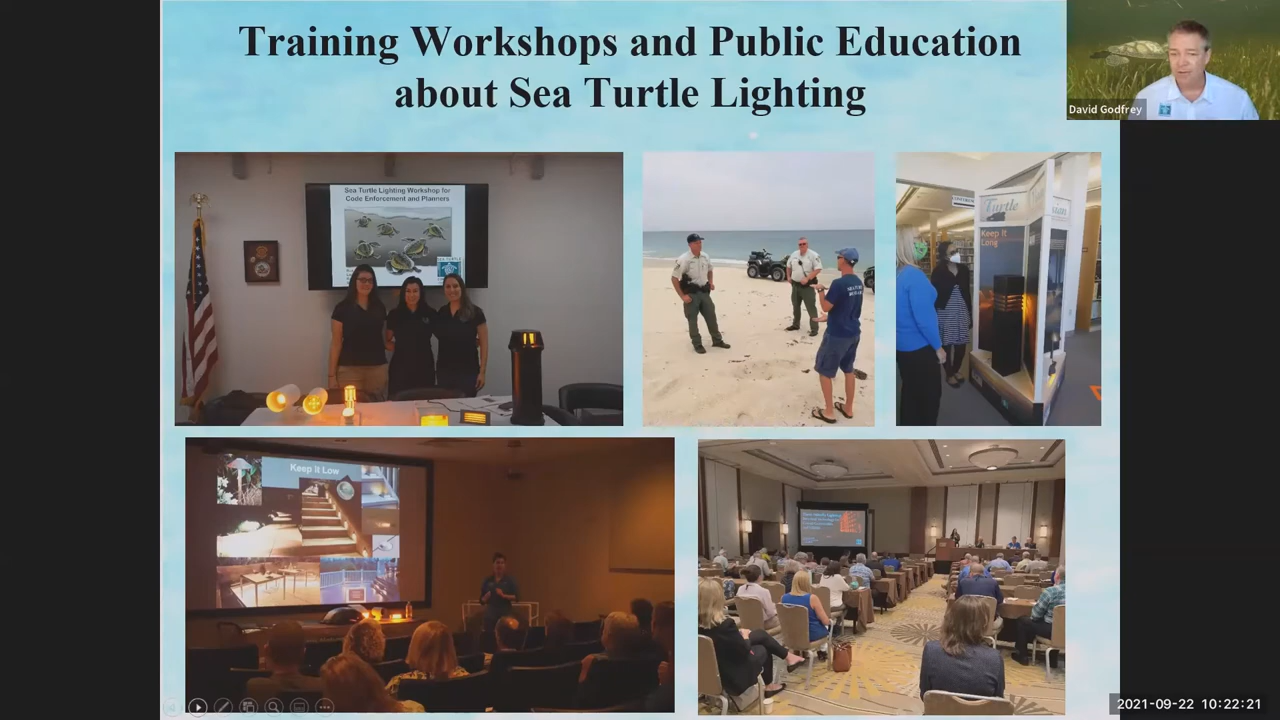 Training Workshops and Public Education
about Sea Turtle Lighting
David Godfrey
Sea Turtle Lighting Workshop for
Code Enforcement and Planners
Turtle
Keep It
Long
Keep it Low
2021-09-22 10:22:21